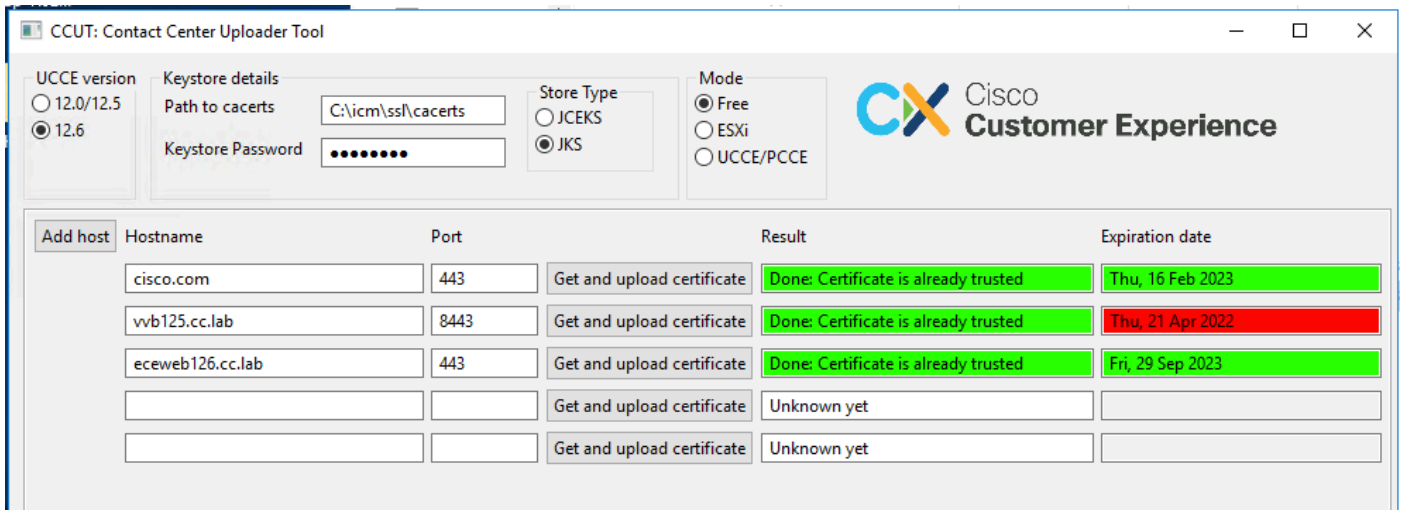 CCUT: Contact Center Uploader Tool
UCCE version
12.0/12.5
12.6
Keystore details
Path to cacerts
C:\icm\ssl\cacerts
Keystore Password
••••••••
Store Type
JCEKS
JKS
Mode
Free
ESXi
UCCE/PCCE
CX Cisco
Customer Experience
Add host Hostname Port Result Expiration date
cisco.com 443 Get and upload certificate Done: Certificate is already trusted Thu, 16 Feb 2023
vvb125.cc.lab 8443 Get and upload certificate Done: Certificate is already trusted Thu, 21 Apr 2022
eceweb126.cc.lab 443 Get and upload certificate Done: Certificate is already trusted Fri, 29 Sep 2023
Get and upload certificate Unknown yet
Get and upload certificate Unknown yet